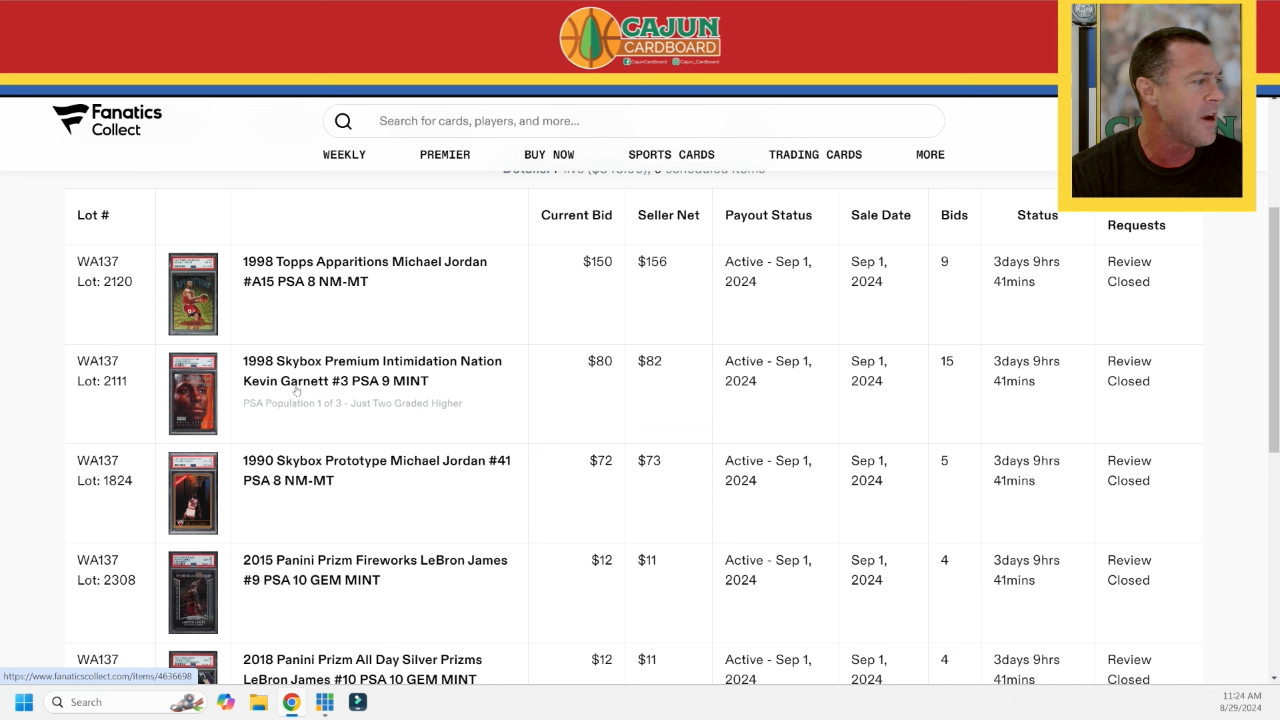 CAJUN
CARDBOARD
CajunCardboard Cajun_Cardboard
Fanatics
Collect
Search for cards, players, and more...
WEEKLY PREMIER BUY NOW SPORTS CARDS TRADING CARDS MORE
Lot # Current Bid Seller Net Payout Status Sale Date Bids Status Requests
WA137 1998 Topps Apparitions Michael Jordan $150 $156 Active - Sep 1, Sep 1, 9 3days 9hrs Review
Lot: 2120 #A15 PSA 8 NM-MT 2024 2024 41mins Closed
WA137 1998 Skybox Premium Intimidation Nation $80 $82 Active - Sep 1, Sep 1, 15 3days 9hrs Review
Lot: 2111 Kevin Garnett #3 PSA 9 MINT 2024 2024 41mins Closed
PSA Population 1 of 3 - Just Two Graded Higher
WA137 1990 Skybox Prototype Michael Jordan #41 $72 $73 Active - Sep 1, Sep 1, 5 3days 9hrs Review
Lot: 1824 PSA 8 NM-MT 2024 2024 41mins Closed
WA137 2015 Panini Prizm Fireworks LeBron James $12 $11 Active - Sep 1, Sep 1, 4 3days 9hrs Review
Lot: 2308 #9 PSA 10 GEM MINT 2024 2024 41mins Closed
WA137 2018 Panini Prizm All Day Silver Prizms $12 $11 Active - Sep 1, Sep 1, 4 3days 9hrs Review
LeBron James #10 PSA 10 GEM MINT 2024 2024 41mins Closed
https://www.fanaticscollect.com/items/4636698
Search
11:24 AM
8/29/2024